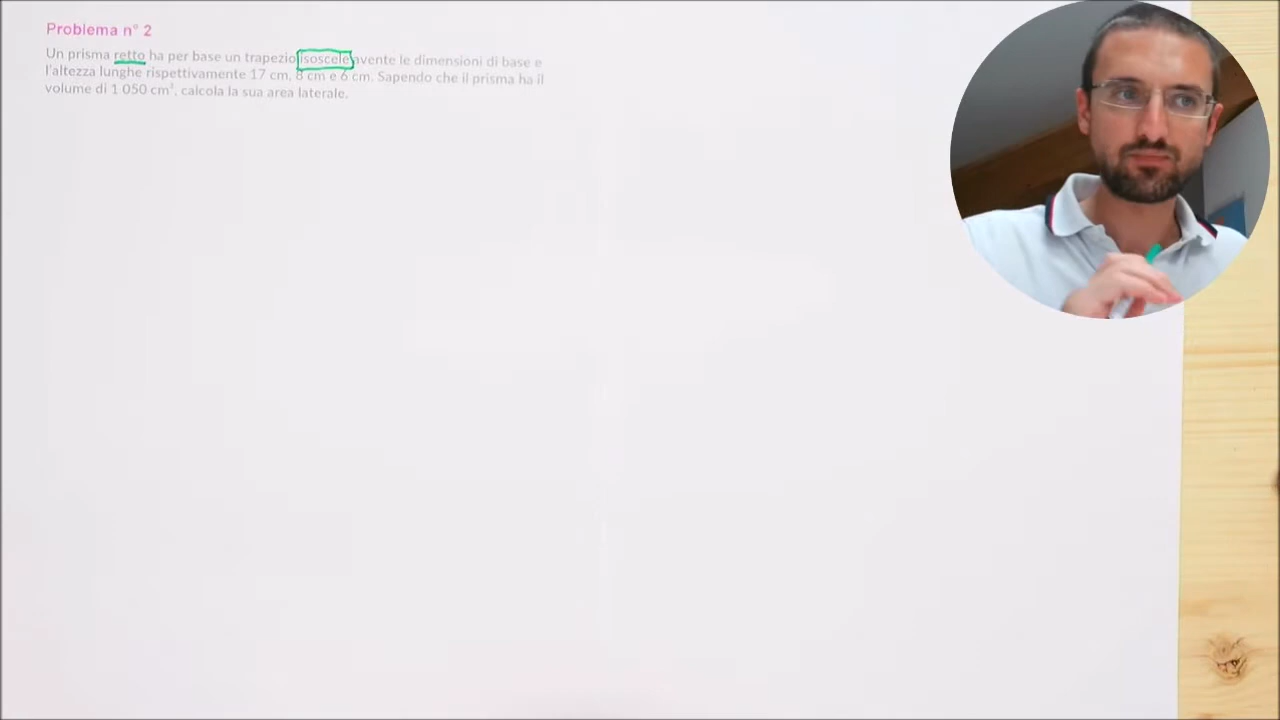 Problema n° 2
Un prisma retto ha per base un trapezio isoscele avente le dimensioni di base e
l'altezza lunghe rispettivamente 17 cm, 8 cm e 6 cm. Sapendo che il prisma ha il
volume di 1 050 cm³, calcola la sua area laterale.